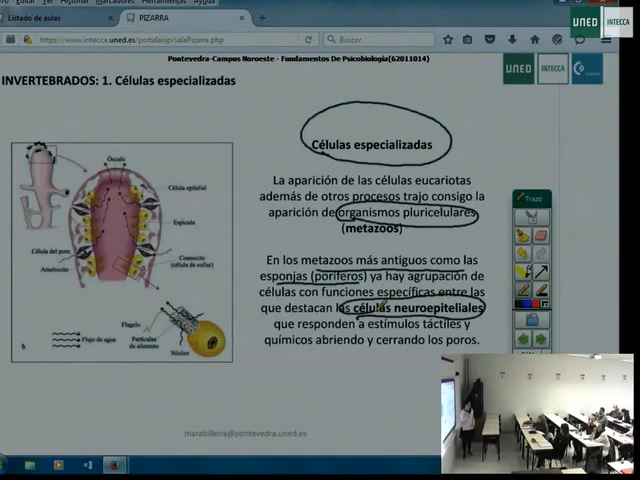 Marcadores Herramientas Ayuda
Listado de aulas
PIZARRA
https://www.intecca.uned.es/portalavip/salaPizarra.php
Buscar
UNED
INTECCA
Pontevedra-Campus Noroeste - Fundamentos De Psicobiología(62011014)
INVERTEBRADOS: 1. Células especializadas
UNED
INTECCA
Células especializadas
La aparición de las células eucariotas
además de otros procesos trajo consigo la
aparición de organismos pluricelulares
(metazoos)
En los metazoos más antiguos como las
esponjas (poríferos) ya hay agrupación de
células con funciones específicas entre las
que destacan las células neuroepiteliales
que responden a estímulos táctiles y
químicos abriendo y cerrando los poros.
Ósculo
Célula epitelial
Espícula
Célula del poro
Amebocito
Coanocito
(célula de collar)
Flagelo
Partículas
de alimento
Núcleo
Flujo de agua
b
Trazo
marabilleira@pontevedra.uned.es